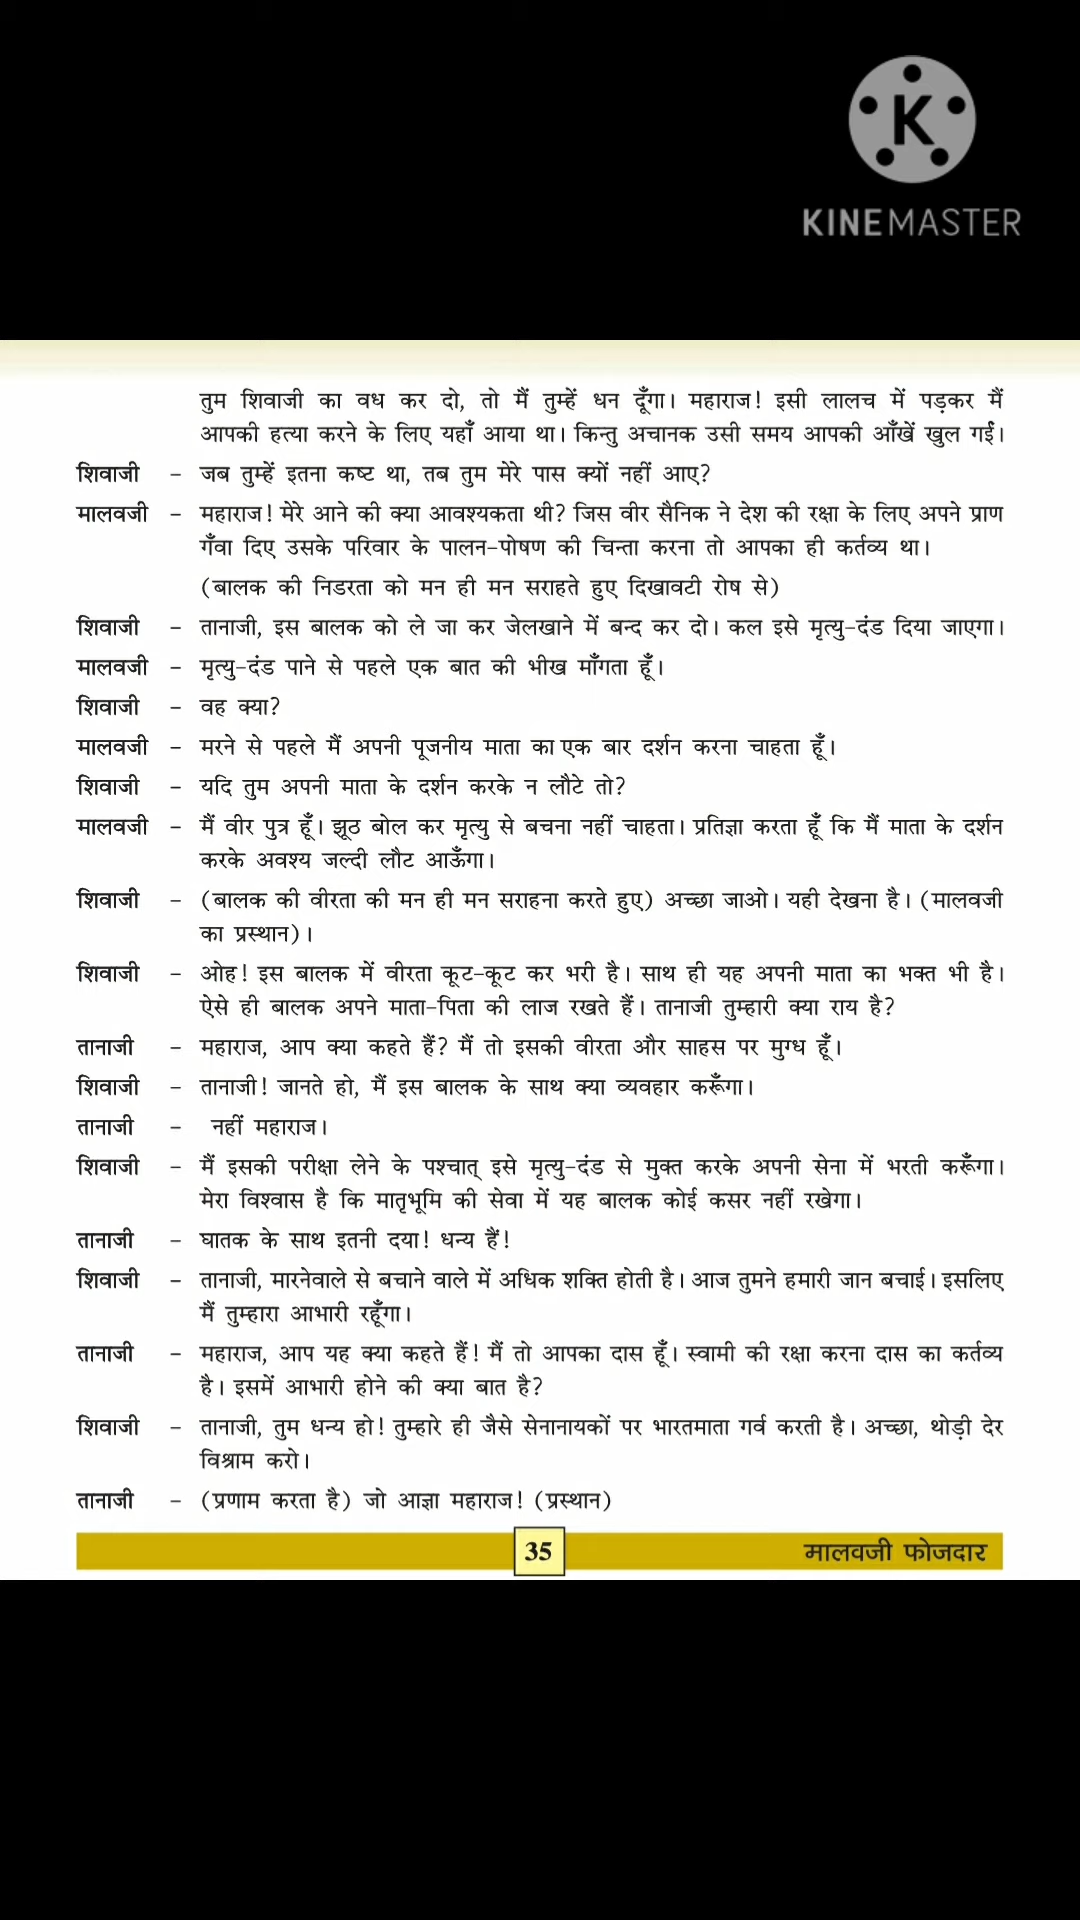 K
KINEMASTER
तुम शिवाजी का वध कर दो, तो मैं तुम्हें धन दूँगा। महाराज! इसी लालच में पड़कर मैं
आपकी हत्या करने के लिए यहाँ आया था। किन्तु अचानक उसी समय आपकी आँखें खुल गईं।
शिवाजी – जब तुम्हें इतना कष्ट था, तब तुम मेरे पास क्यों नहीं आए?
मालवजी – महाराज! मेरे आने की क्या आवश्यकता थी? जिस वीर सैनिक ने देश की रक्षा के लिए अपने प्राण
गँवा दिए उसके परिवार के पालन-पोषण की चिन्ता करना तो आपका ही कर्तव्य था।
(बालक की निडरता को मन ही मन सराहते हुए दिखावटी रोष से)
शिवाजी – तानाजी, इस बालक को ले जा कर जेलखाने में बन्द कर दो। कल इसे मृत्यु-दंड दिया जाएगा।
मालवजी – मृत्यु-दंड पाने से पहले एक बात की भीख माँगता हूँ।
शिवाजी – वह क्या?
मालवजी – मरने से पहले मैं अपनी पूजनीय माता का एक बार दर्शन करना चाहता हूँ।
शिवाजी – यदि तुम अपनी माता के दर्शन करके न लौटे तो?
मालवजी – मैं वीर पुत्र हूँ। झूठ बोल कर मृत्यु से बचना नहीं चाहता। प्रतिज्ञा करता हूँ कि मैं माता के दर्शन
करके अवश्य जल्दी लौट आऊँगा।
शिवाजी – (बालक की वीरता की मन ही मन सराहना करते हुए) अच्छा जाओ। यही देखना है। (मालवजी
का प्रस्थान)।
शिवाजी – ओह! इस बालक में वीरता कूट-कूट कर भरी है। साथ ही यह अपनी माता का भक्त भी है।
ऐसे ही बालक अपने माता-पिता की लाज रखते हैं। तानाजी तुम्हारी क्या राय है?
तानाजी – महाराज, आप क्या कहते हैं? मैं तो इसकी वीरता और साहस पर मुग्ध हूँ।
शिवाजी – तानाजी! जानते हो, मैं इस बालक के साथ क्या व्यवहार करूँगा।
तानाजी – नहीं महाराज।
शिवाजी – मैं इसकी परीक्षा लेने के पश्चात् इसे मृत्यु-दंड से मुक्त करके अपनी सेना में भरती करूँगा।
मेरा विश्वास है कि मातृभूमि की सेवा में यह बालक कोई कसर नहीं रखेगा।
तानाजी – घातक के साथ इतनी दया! धन्य हैं!
शिवाजी – तानाजी, मारनेवाले से बचाने वाले में अधिक शक्ति होती है। आज तुमने हमारी जान बचाई। इसलिए
मैं तुम्हारा आभारी रहूँगा।
तानाजी – महाराज, आप यह क्या कहते हैं! मैं तो आपका दास हूँ। स्वामी की रक्षा करना दास का कर्तव्य
है। इसमें आभारी होने की क्या बात है?
शिवाजी – तानाजी, तुम धन्य हो! तुम्हारे ही जैसे सेनानायकों पर भारतमाता गर्व करती है। अच्छा, थोड़ी देर
विश्राम करो।
तानाजी – (प्रणाम करता है) जो आज्ञा महाराज! (प्रस्थान)
35 मालवजी फोजदार